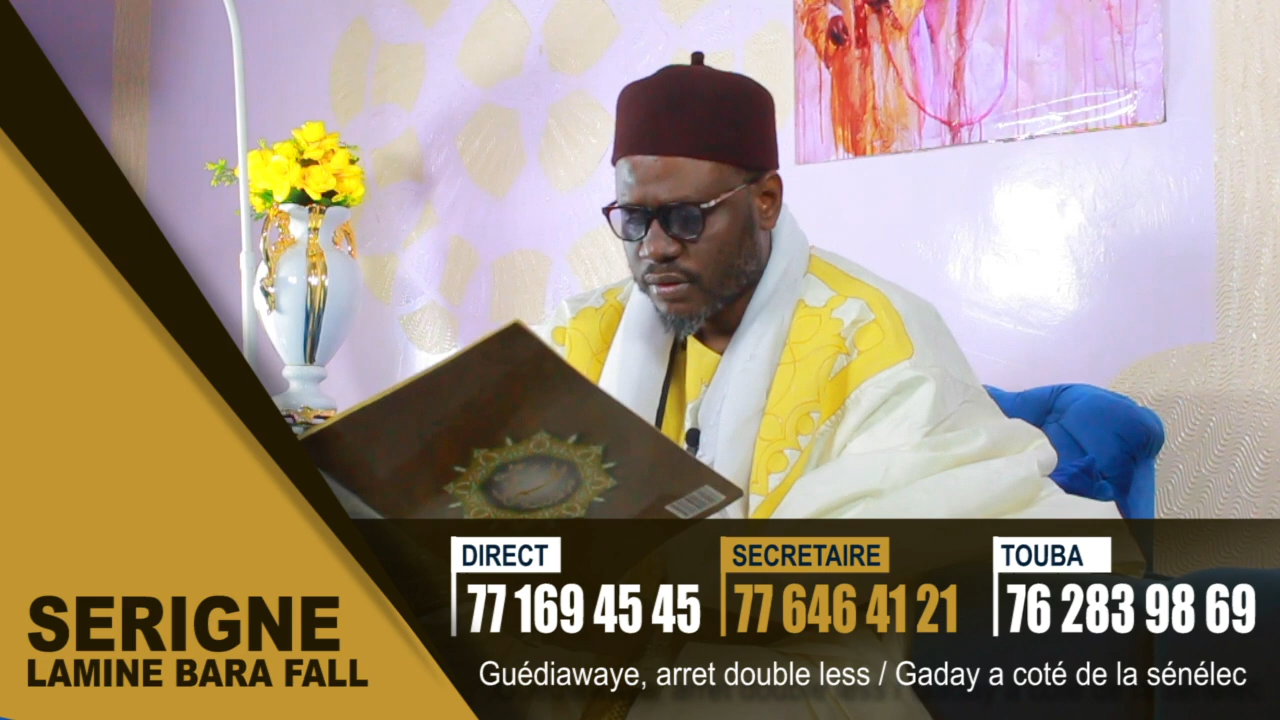 SERIGNE
LAMINE BARA FALL
DIRECT
77 169 45 45
SECRETAIRE
77 646 41 21
TOUBA
76 283 98 69
Guédiawaye, arret double less / Gaday a coté de la sénélec